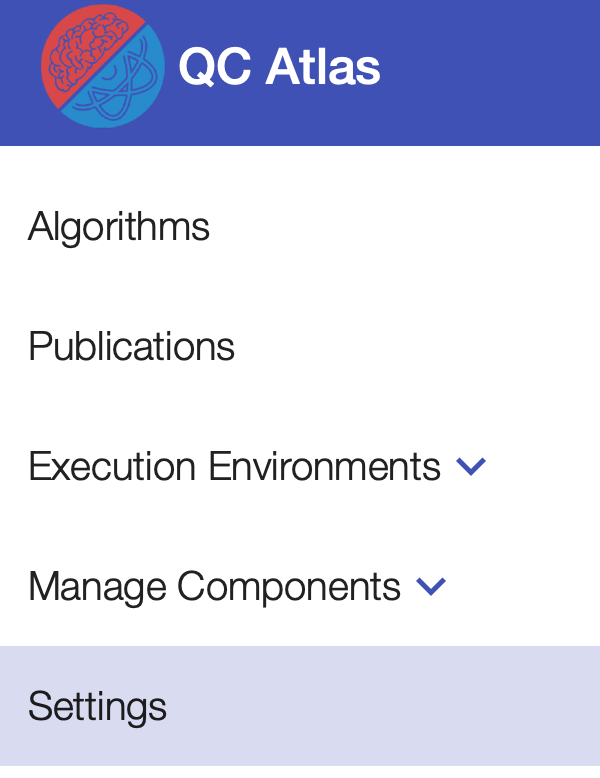 QC Atlas
Algorithms
Publications
Execution Environments
Manage Components
Settings